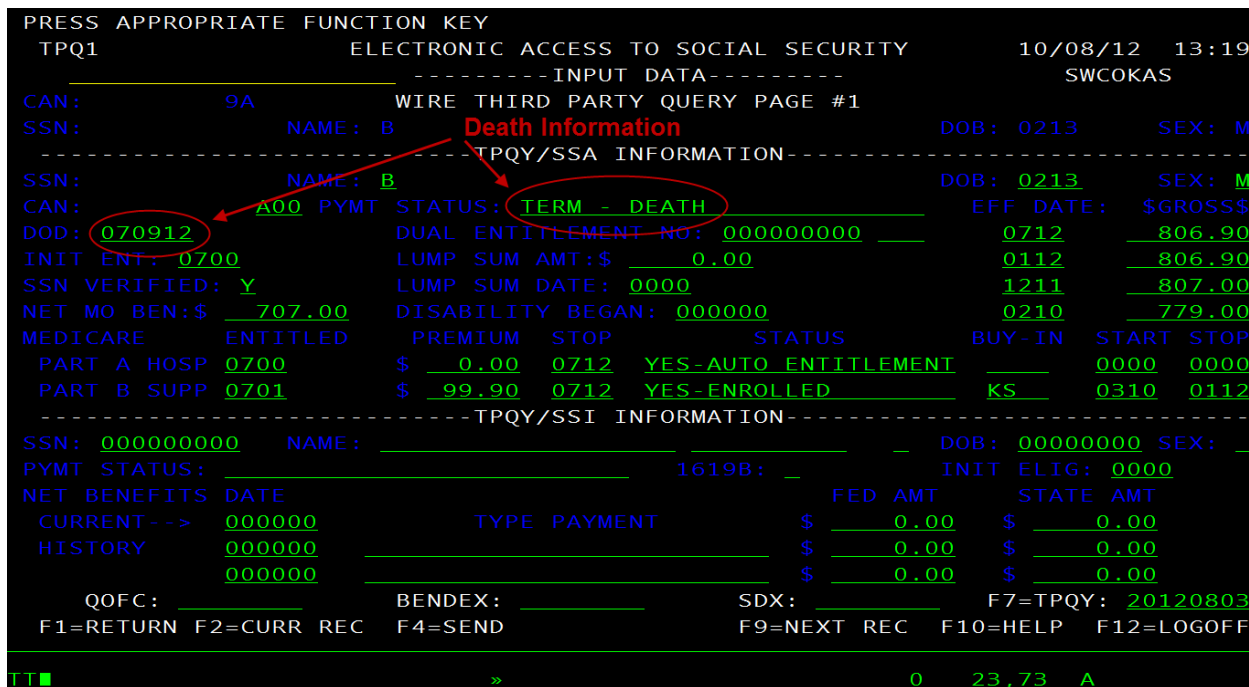 PRESS APPROPRIATE FUNCTION KEY
TPQ1 ELECTRONIC ACCESS TO SOCIAL SECURITY 10/08/12 13:19
---------INPUT DATA--------- SWCOKAS
CAN: 9A WIRE THIRD PARTY QUERY PAGE #1
SSN: NAME: B Death Information DOB: 0213 SEX: M
----------------------------TPQY/SSA INFORMATION------------------------------
SSN: NAME: B DOB: 0213 SEX: M
CAN: A00 PYMT STATUS: TERM - DEATH EFF DATE: $GROSS$
DOD: 070912 DUAL ENTITLEMENT NO: 000000000 0712 806.90
INIT ENT: 0700 LUMP SUM AMT:$ 0.00 0112 806.90
SSN VERIFIED: Y LUMP SUM DATE: 0000 1211 807.00
NET MO BEN:$ 707.00 DISABILITY BEGAN: 000000 0210 779.00
MEDICARE ENTITLED PREMIUM STOP STATUS BUY-IN START STOP
PART A HOSP 0700 $ 0.00 0712 YES-AUTO ENTITLEMENT 0000 0000
PART B SUPP 0701 $ 99.90 0712 YES-ENROLLED KS 0310 0112
----------------------------TPQY/SSI INFORMATION------------------------------
SSN: 000000000 NAME: DOB: 00000000 SEX:
PYMT STATUS: 1619B: INIT ELIG: 0000
NET BENEFITS DATE FED AMT STATE AMT
CURRENT--> 000000 TYPE PAYMENT $ 0.00 $ 0.00
HISTORY 000000 $ 0.00 $ 0.00
000000 $ 0.00 $ 0.00
QOFC: BENDEX: SDX: F7=TPQY: 20120803
F1=RETURN F2=CURR REC F4=SEND F9=NEXT REC F10=HELP F12=LOGOFF
TT » 0 23,73 A